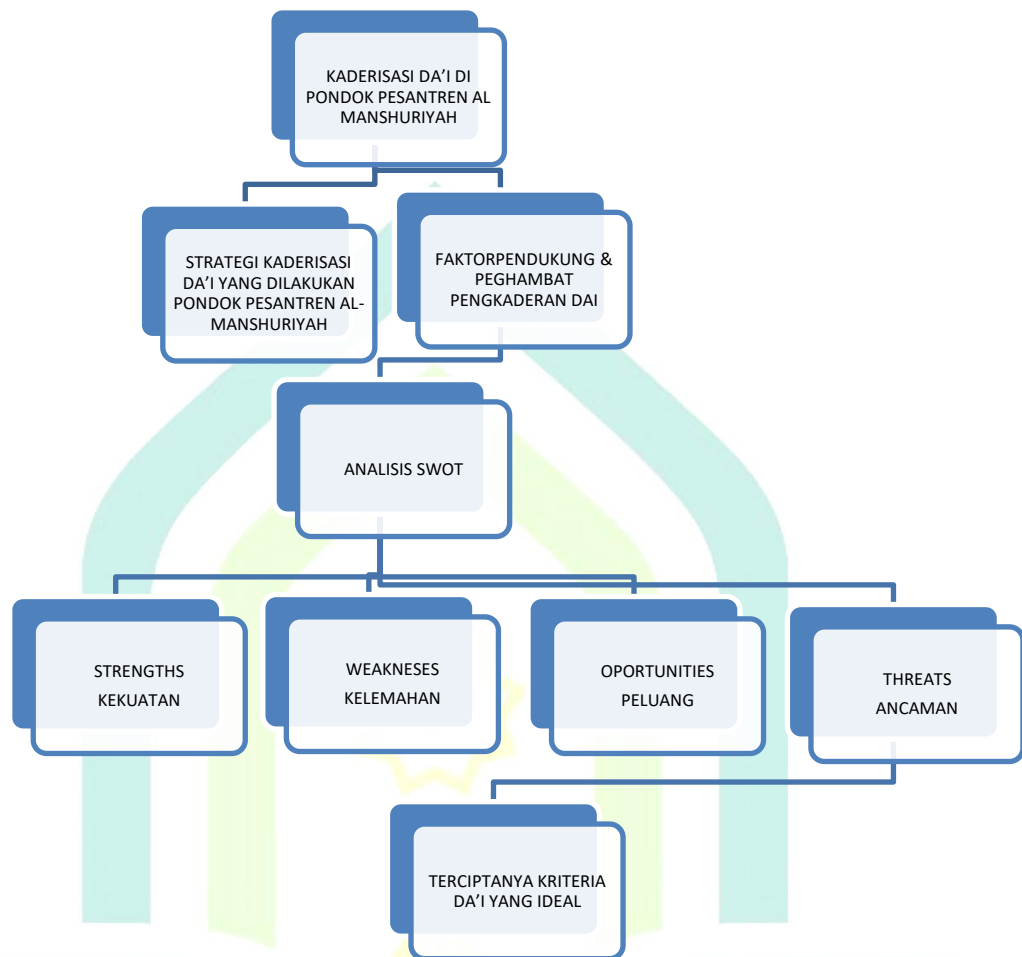 KADERISASI DA’I DI
PONDOK PESANTREN AL
MANSHURIYAH
STRATEGI KADERISASI
DA’I YANG DILAKUKAN
PONDOK PESANTREN AL-
MANSHURIYAH
FAKTORPENDUKUNG &
PEGHAMBAT
PENGKADERAN DAI
ANALISIS SWOT
STRENGTHS
KEKUATAN
WEAKNESES
KELEMAHAN
OPORTUNITIES
PELUANG
THREATS
ANCAMAN
TERCIPTANYA KRITERIA
DA’I YANG IDEAL